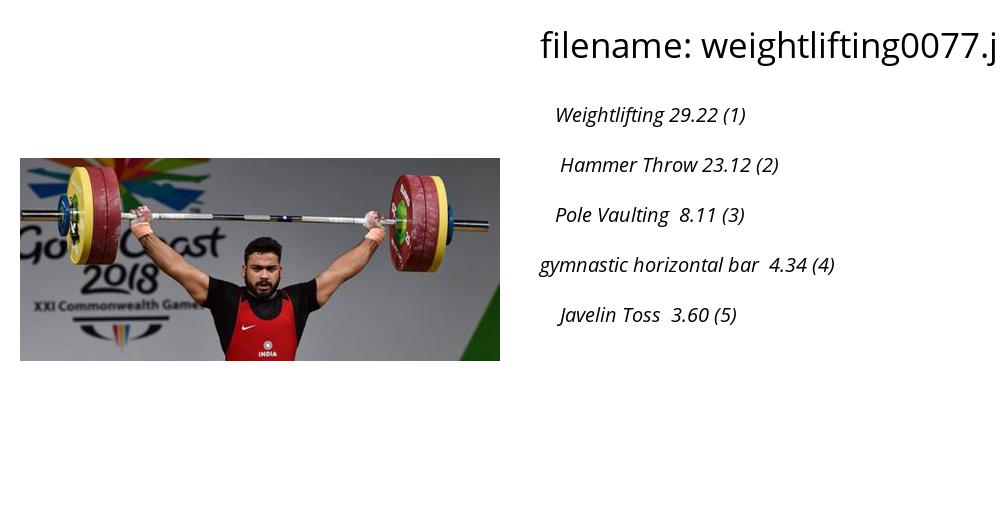 filename: weightlifting0077.j
Weightlifting 29.22 (1)
Hammer Throw 23.12 (2)
Pole Vaulting 8.11 (3)
gymnastic horizontal bar 4.34 (4)
Javelin Toss 3.60 (5)
Gold Coast
2018
XXI Commonwealth Games
INDIA